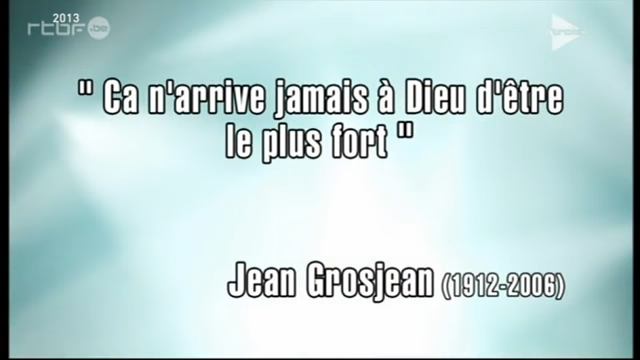 2013
rtbf.be
" Ca n'arrive jamais à Dieu d'être
le plus fort "
Jean Grosjean (1912-2006)